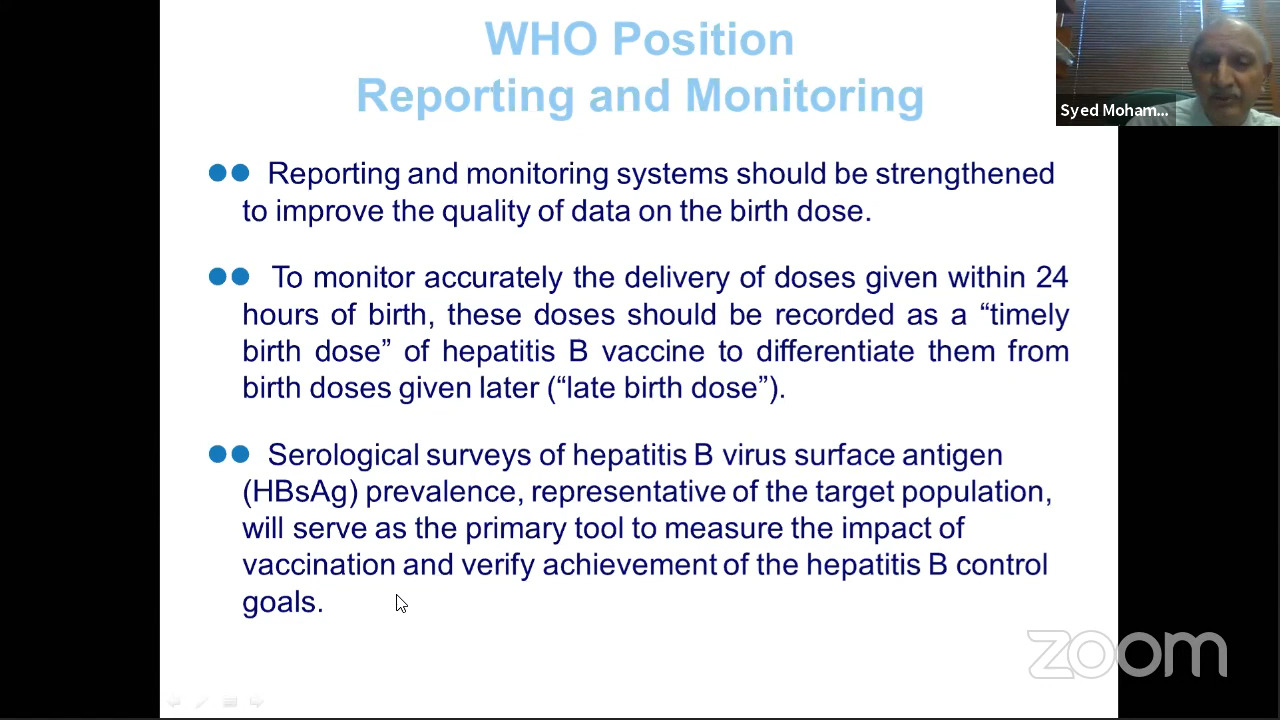 WHO Position
Reporting and Monitoring
Syed Moham...
Reporting and monitoring systems should be strengthened
to improve the quality of data on the birth dose.
To monitor accurately the delivery of doses given within 24
hours of birth, these doses should be recorded as a “timely
birth dose” of hepatitis B vaccine to differentiate them from
birth doses given later (“late birth dose”).
Serological surveys of hepatitis B virus surface antigen
(HBsAg) prevalence, representative of the target population,
will serve as the primary tool to measure the impact of
vaccination and verify achievement of the hepatitis B control
goals.
zoom